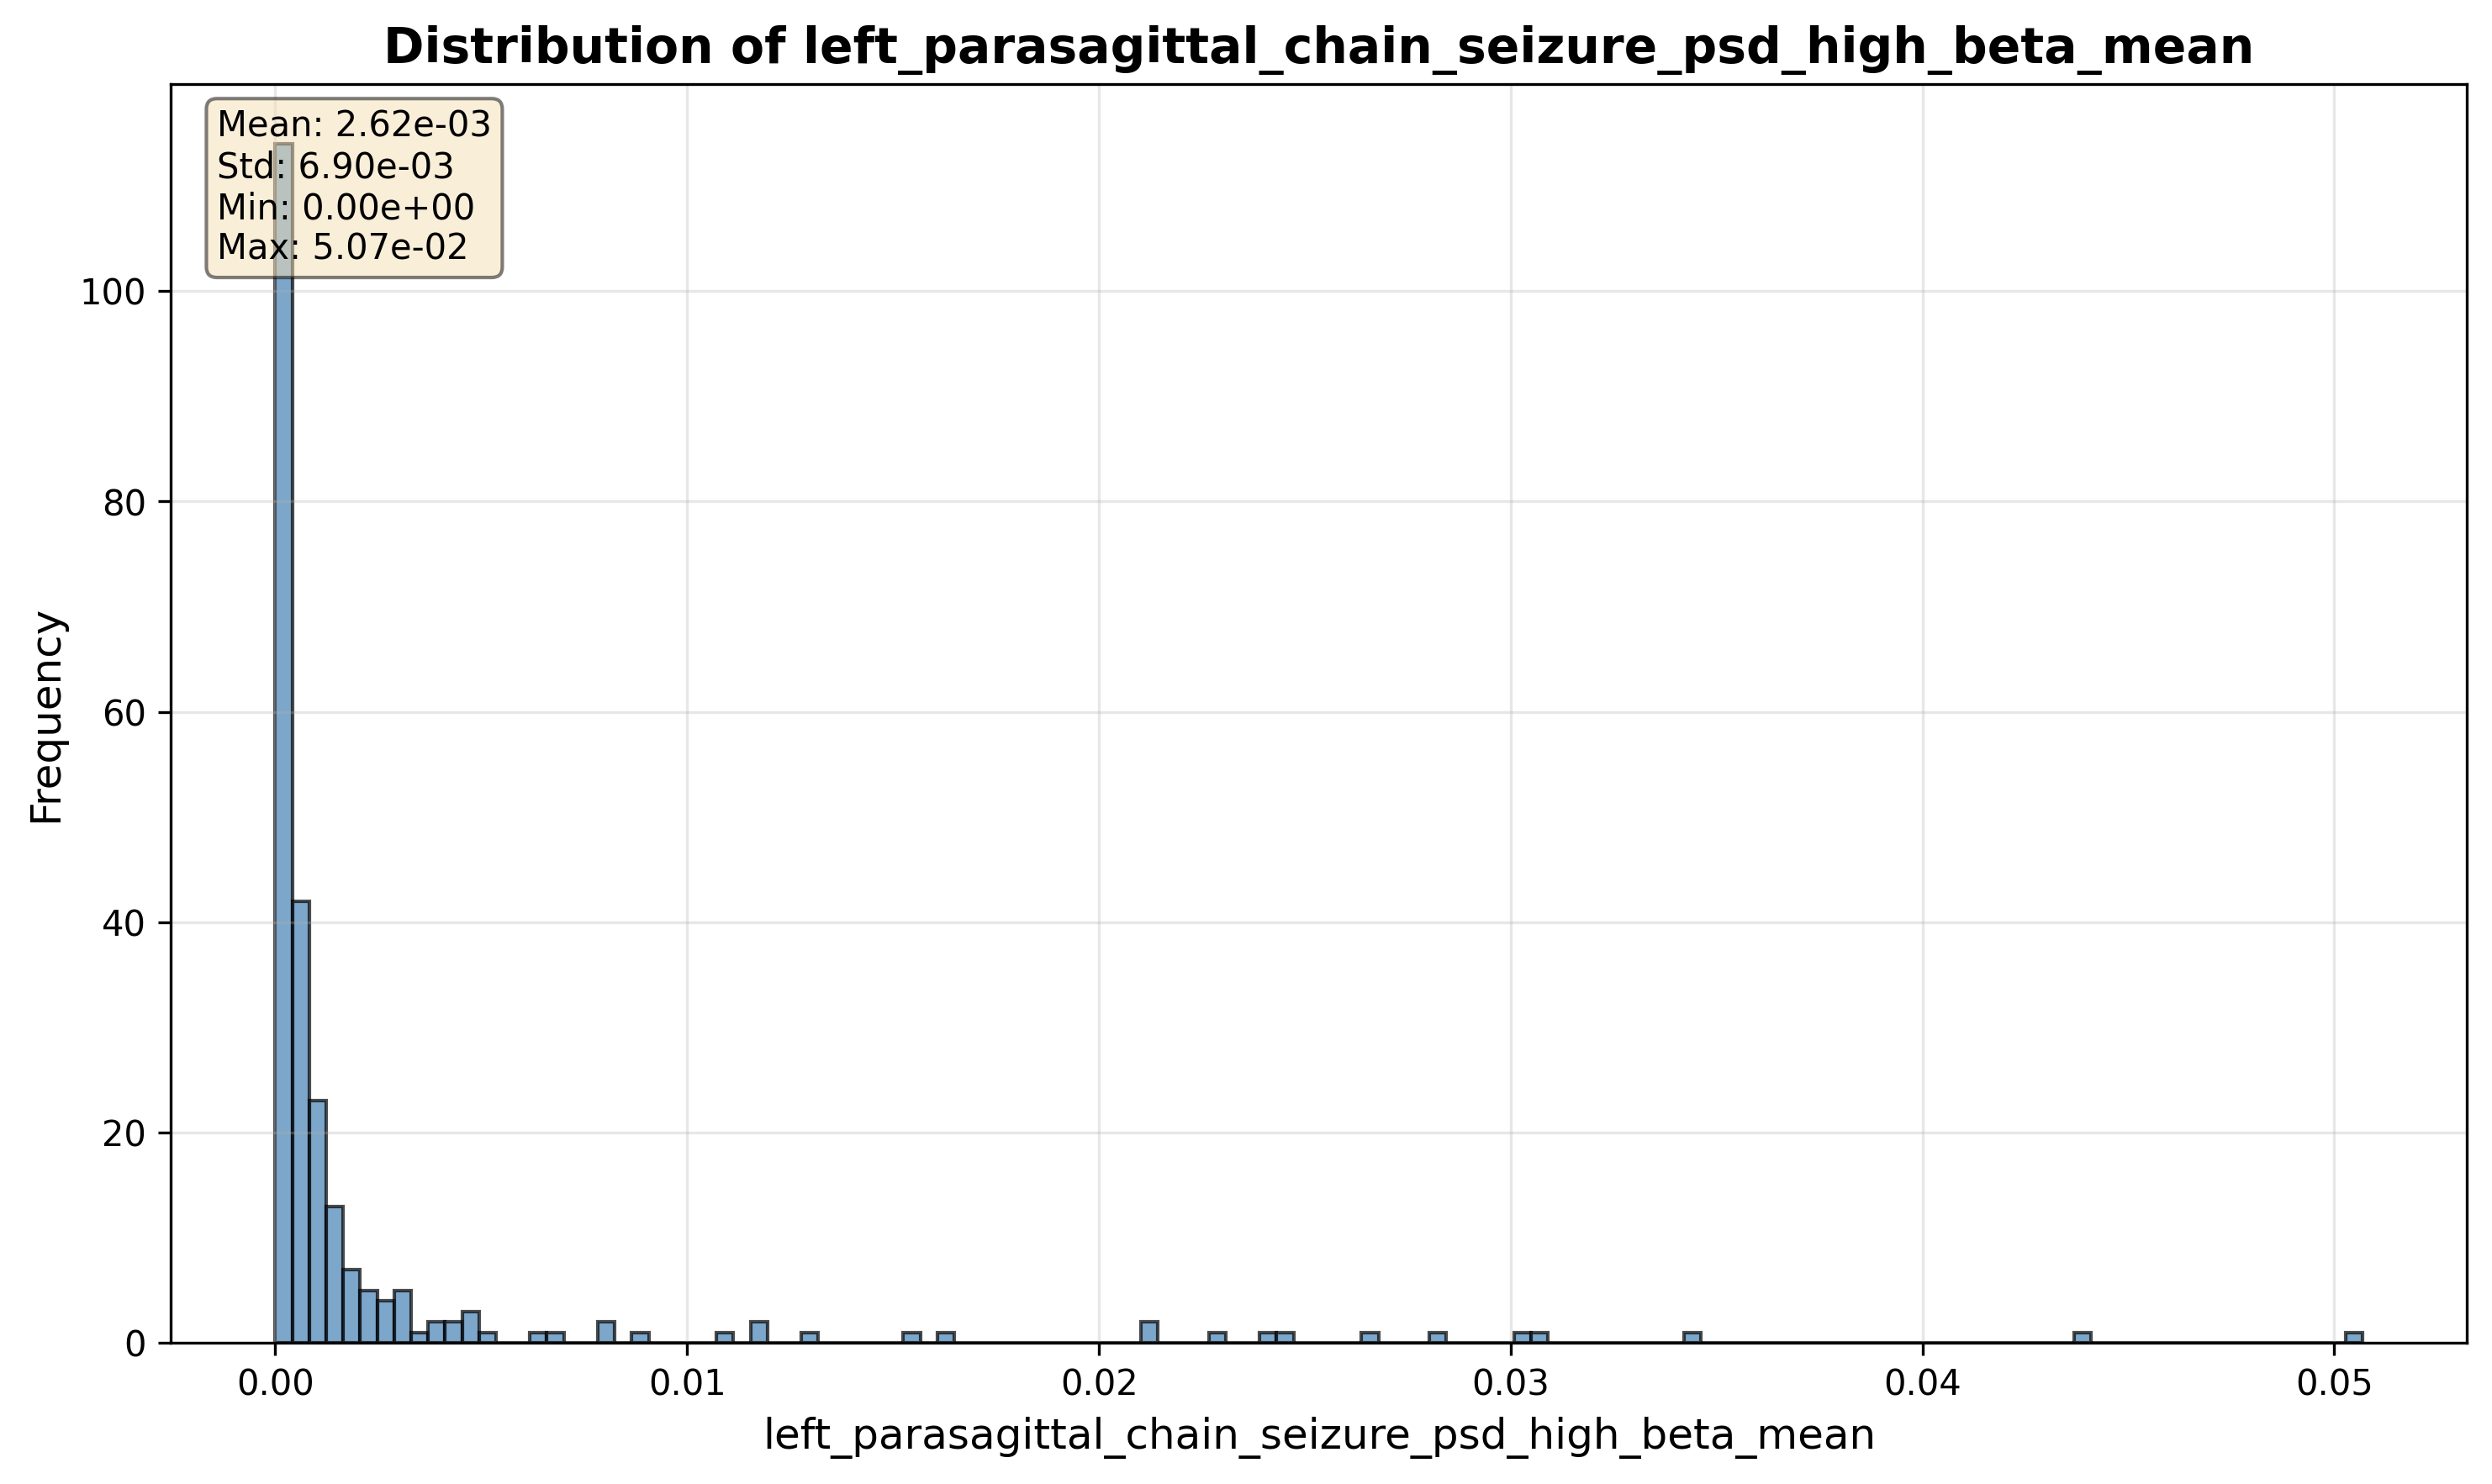 Distribution of left_parasagittal_chain_seizure_psd_high_beta_mean
Mean: 2.62e-03
Std: 6.90e-03
Min: 0.00e+00
Max: 5.07e-02
100
80
60
40
20
0
Frequency
0.00 0.01 0.02 0.03 0.04 0.05
left_parasagittal_chain_seizure_psd_high_beta_mean